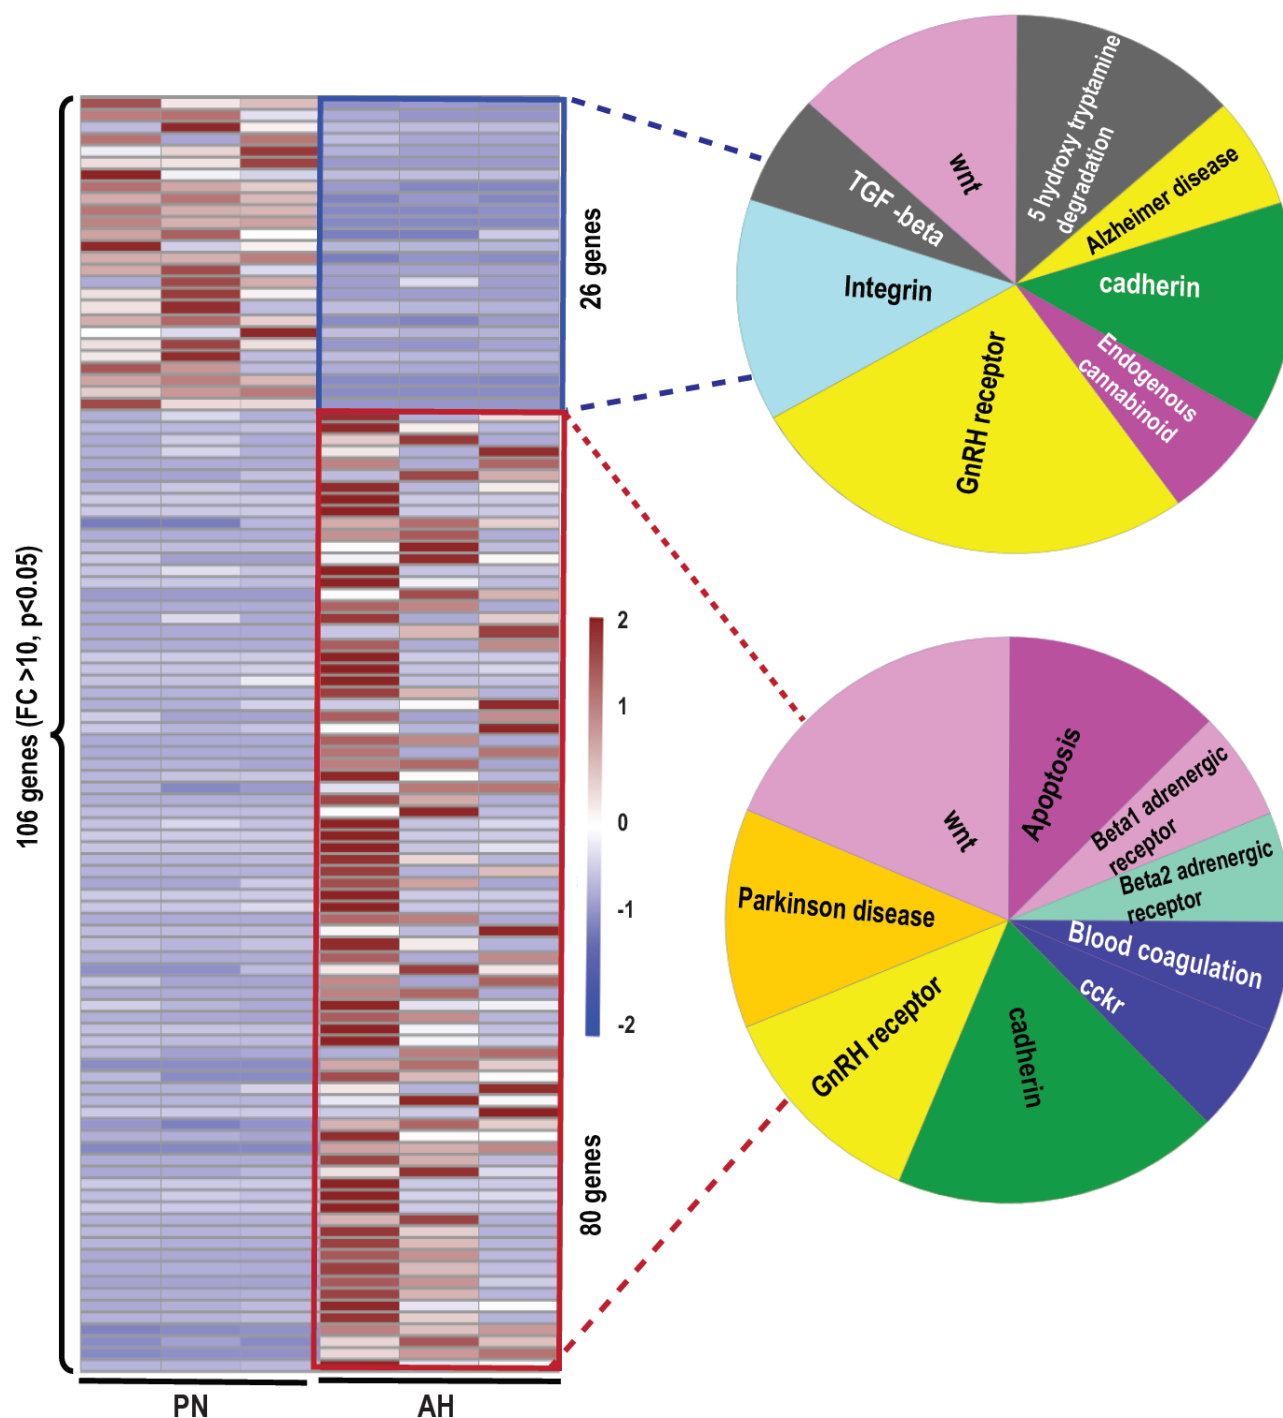 106 genes (FC >10, p<0.05)
26 genes
80 genes
PN
AH
2
1
0
-1
-2
wnt
5 hydroxy tryptamine
degradation
Alzheimer disease
cadherin
Endogenous
cannabinoid
GnRH receptor
Integrin
TGF -beta
wnt
Apoptosis
Beta1 adrenergic
receptor
Beta2 adrenergic
receptor
Blood coagulation
cckr
cadherin
GnRH receptor
Parkinson disease